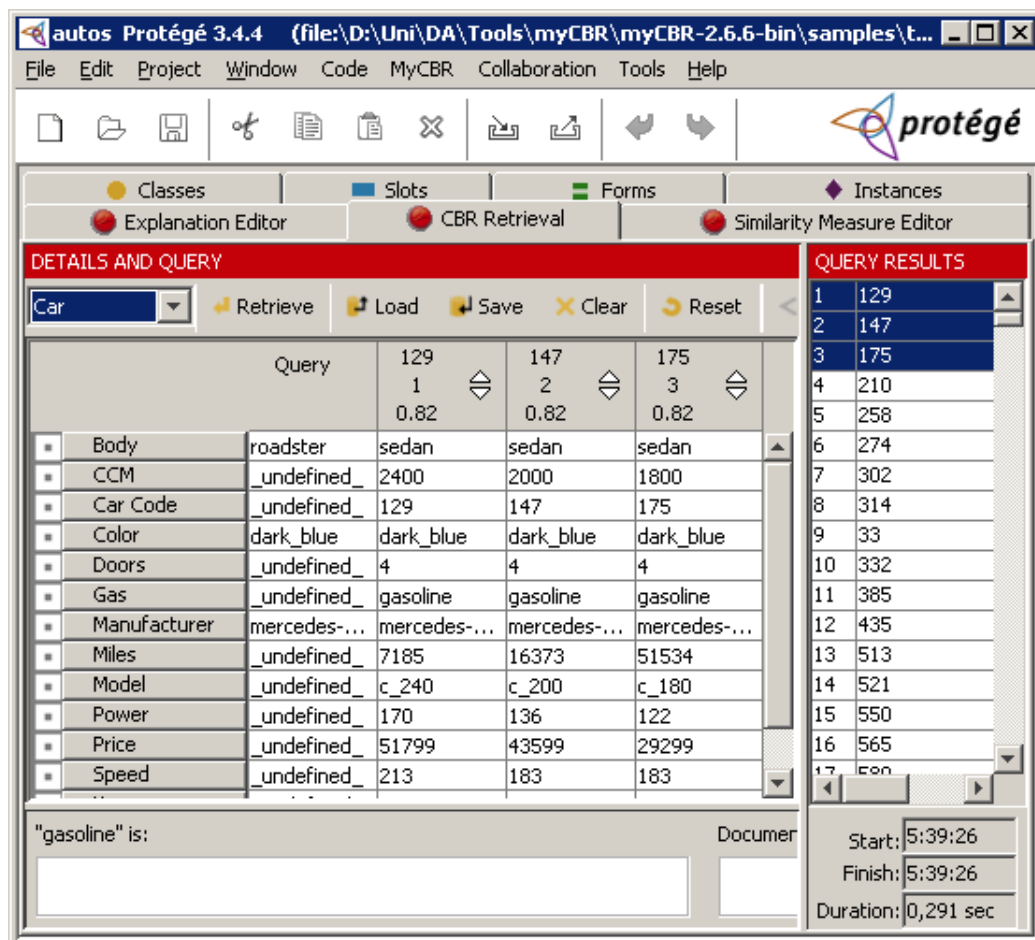 autos Protégé 3.4.4 (file:\D:\Uni\DA\Tools\myCBR\myCBR-2.6.6-bin\samples\t...
File Edit Project Window Code MyCBR Collaboration Tools Help
protégé
Classes Slots Forms Instances
Explanation Editor CBR Retrieval Similarity Measure Editor
DETAILS AND QUERY
Car Retrieve Load Save Clear Reset <
Query 129 147 175
1 2 3
0.82 0.82 0.82
Body roadster sedan sedan sedan
CCM _undefined_ 2400 2000 1800
Car Code _undefined_ 129 147 175
Color dark_blue dark_blue dark_blue dark_blue
Doors _undefined_ 4 4 4
Gas _undefined_ gasoline gasoline gasoline
Manufacturer mercedes-... mercedes-... mercedes-... mercedes-...
Miles _undefined_ 7185 16373 51534
Model _undefined_ c_240 c_200 c_180
Power _undefined_ 170 136 122
Price _undefined_ 51799 43599 29299
Speed _undefined_ 213 183 183
"gasoline" is: Documen
QUERY RESULTS
1 129
2 147
3 175
4 210
5 258
6 274
7 302
8 314
9 33
10 332
11 385
12 435
13 513
14 521
15 550
16 565
17 580
Start: 5:39:26
Finish: 5:39:26
Duration: 0,291 sec